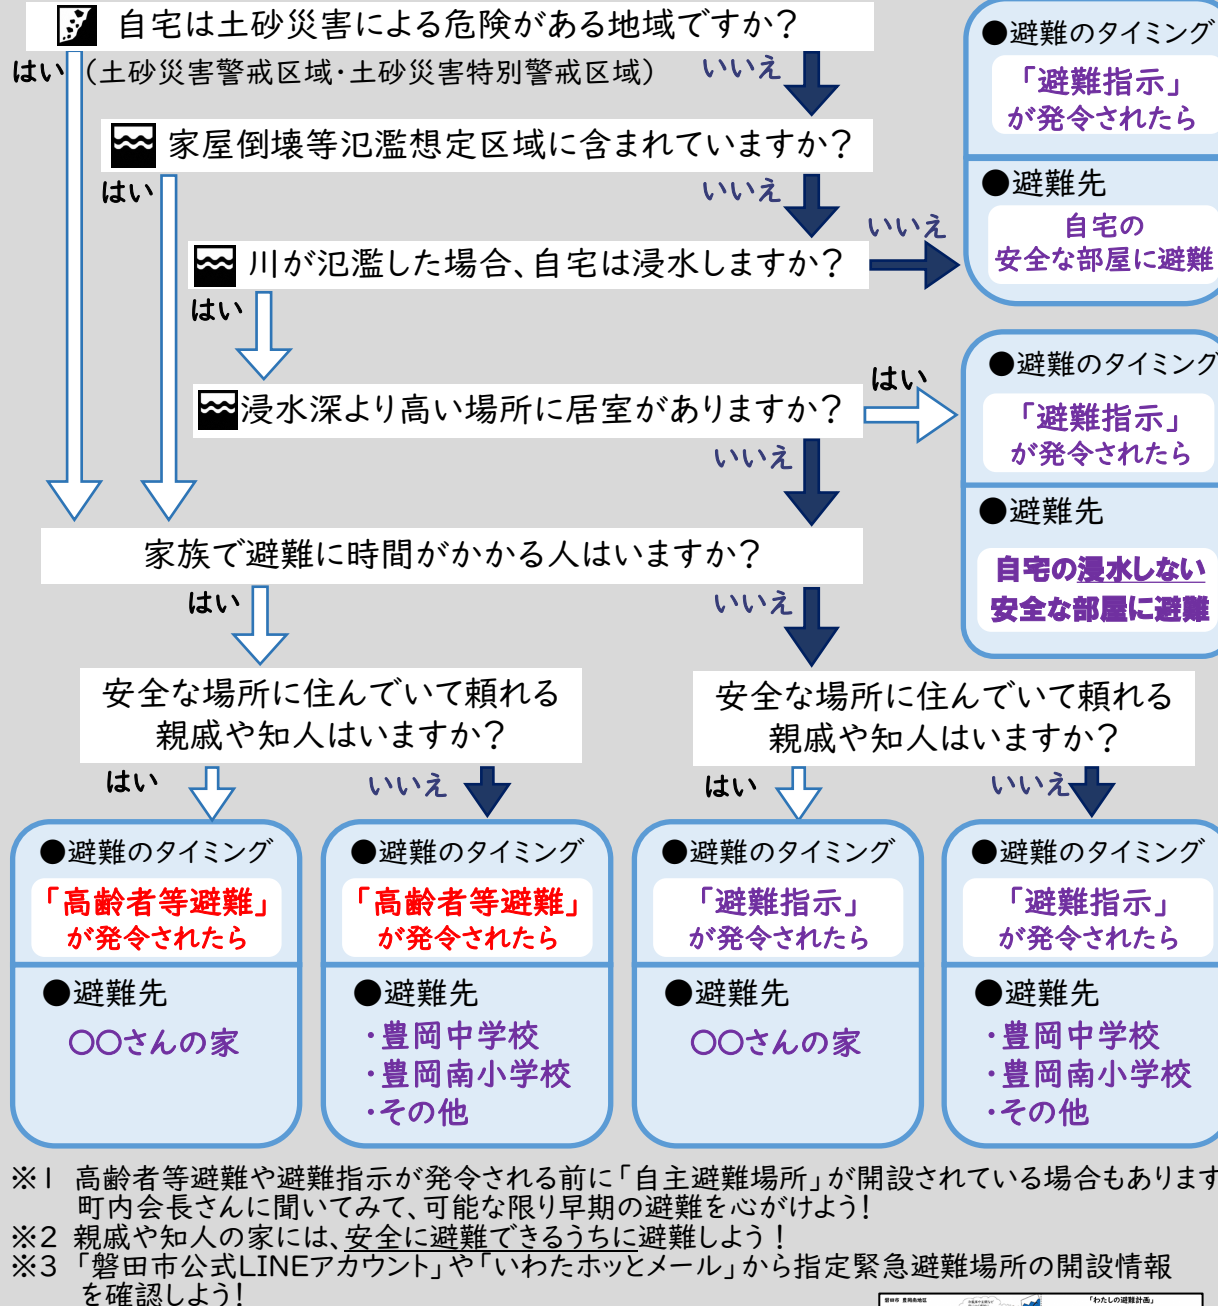 自宅は土砂災害による危険がある地域ですか?
はい
(土砂災害警戒区域・土砂災害特別警戒区域)
いいえ
家屋倒壊等氾濫想定区域に含まれていますか?
はい
いいえ
川が氾濫した場合、自宅は浸水しますか?
いいえ
はい
●避難のタイミング
「避難指示」
が発令されたら
●避難先
自宅の
安全な部屋に避難
浸水深より高い場所に居室がありますか?
はい
いいえ
●避難のタイミング
「避難指示」
が発令されたら
●避難先
自宅の浸水しない
安全な部屋に避難
家族で避難に時間がかかる人はいますか?
はい
いいえ
安全な場所に住んでいて頼れる
親戚や知人はいますか?
はい
いいえ
安全な場所に住んでいて頼れる
親戚や知人はいますか?
はい
いいえ
●避難のタイミング
「高齢者等避難」
が発令されたら
●避難先
〇〇さんの家
●避難のタイミング
「高齢者等避難」
が発令されたら
●避難先
・豊岡中学校
・豊岡南小学校
・その他
●避難のタイミング
「避難指示」
が発令されたら
●避難先
〇〇さんの家
●避難のタイミング
「避難指示」
が発令されたら
●避難先
・豊岡中学校
・豊岡南小学校
・その他
※1 高齢者等避難や避難指示が発令される前に「自主避難場所」が開設されている場合もあります
町内会長さんに聞いてみて、可能な限り早期の避難を心がけよう!
※2 親戚や知人の家には、安全に避難できるうちに避難しよう!
※3 「磐田市公式LINEアカウント」や「いわたホッとメール」から指定緊急避難場所の開設情報
を確認しよう!
磐田市 豊岡南地区
「わたしの避難計画」